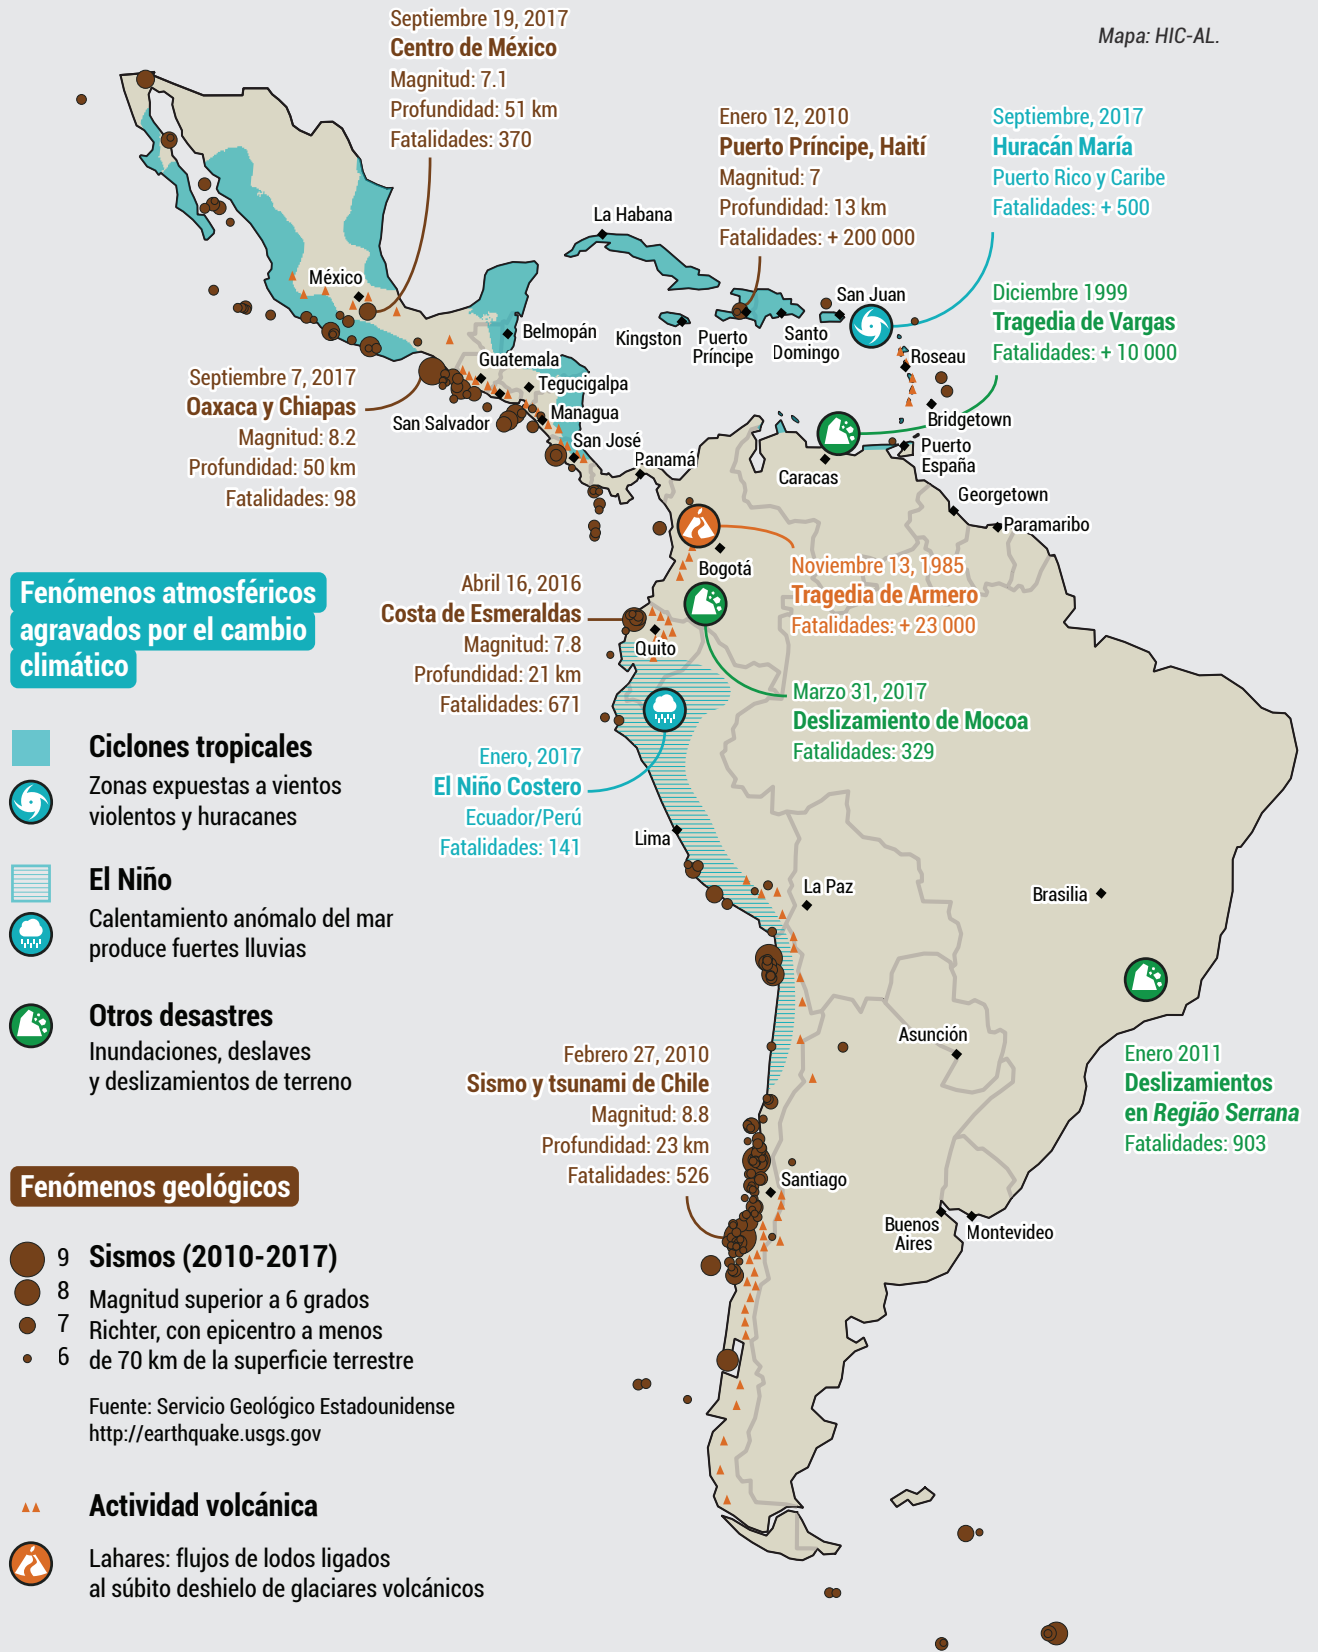 Mapa: HIC-AL.
Septiembre 19, 2017
Centro de México
Magnitud: 7.1
Profundidad: 51 km
Fatalidades: 370
Enero 12, 2010
Puerto Príncipe, Haití
Magnitud: 7
Profundidad: 13 km
Fatalidades: + 200 000
Septiembre, 2017
Huracán María
Puerto Rico y Caribe
Fatalidades: + 500
Diciembre 1999
Tragedia de Vargas
Fatalidades: + 10 000
La Habana
México
Belmopán
Kingston
Puerto
Príncipe
Santo
Domingo
San Juan
Roseau
Guatemala
Tegucigalpa
San Salvador
Managua
San José
Panamá
Bridgetown
Puerto
España
Caracas
Georgetown
Paramaribo
Septiembre 7, 2017
Oaxaca y Chiapas
Magnitud: 8.2
Profundidad: 50 km
Fatalidades: 98
Bogotá
Noviembre 13, 1985
Tragedia de Armero
Fatalidades: + 23 000
Abril 16, 2016
Costa de Esmeraldas
Magnitud: 7.8
Profundidad: 21 km
Fatalidades: 671
Quito
Marzo 31, 2017
Deslizamiento de Mocoa
Fatalidades: 329
Enero, 2017
El Niño Costero
Ecuador/Perú
Fatalidades: 141
Lima
La Paz
Brasilia
Asunción
Enero 2011
Deslizamientos
en Região Serrana
Fatalidades: 903
Febrero 27, 2010
Sismo y tsunami de Chile
Magnitud: 8.8
Profundidad: 23 km
Fatalidades: 526
Santiago
Buenos
Aires
Montevideo
Fenómenos atmosféricos
agravados por el cambio
climático
Ciclones tropicales
Zonas expuestas a vientos
violentos y huracanes
El Niño
Calentamiento anómalo del mar
produce fuertes lluvias
Otros desastres
Inundaciones, deslaves
y deslizamientos de terreno
Fenómenos geológicos
9 Sismos (2010-2017)
8 Magnitud superior a 6 grados
7 Richter, con epicentro a menos
6 de 70 km de la superficie terrestre
Fuente: Servicio Geológico Estadounidense
http://earthquake.usgs.gov
Actividad volcánica
Lahares: flujos de lodos ligados
al súbito deshielo de glaciares volcánicos